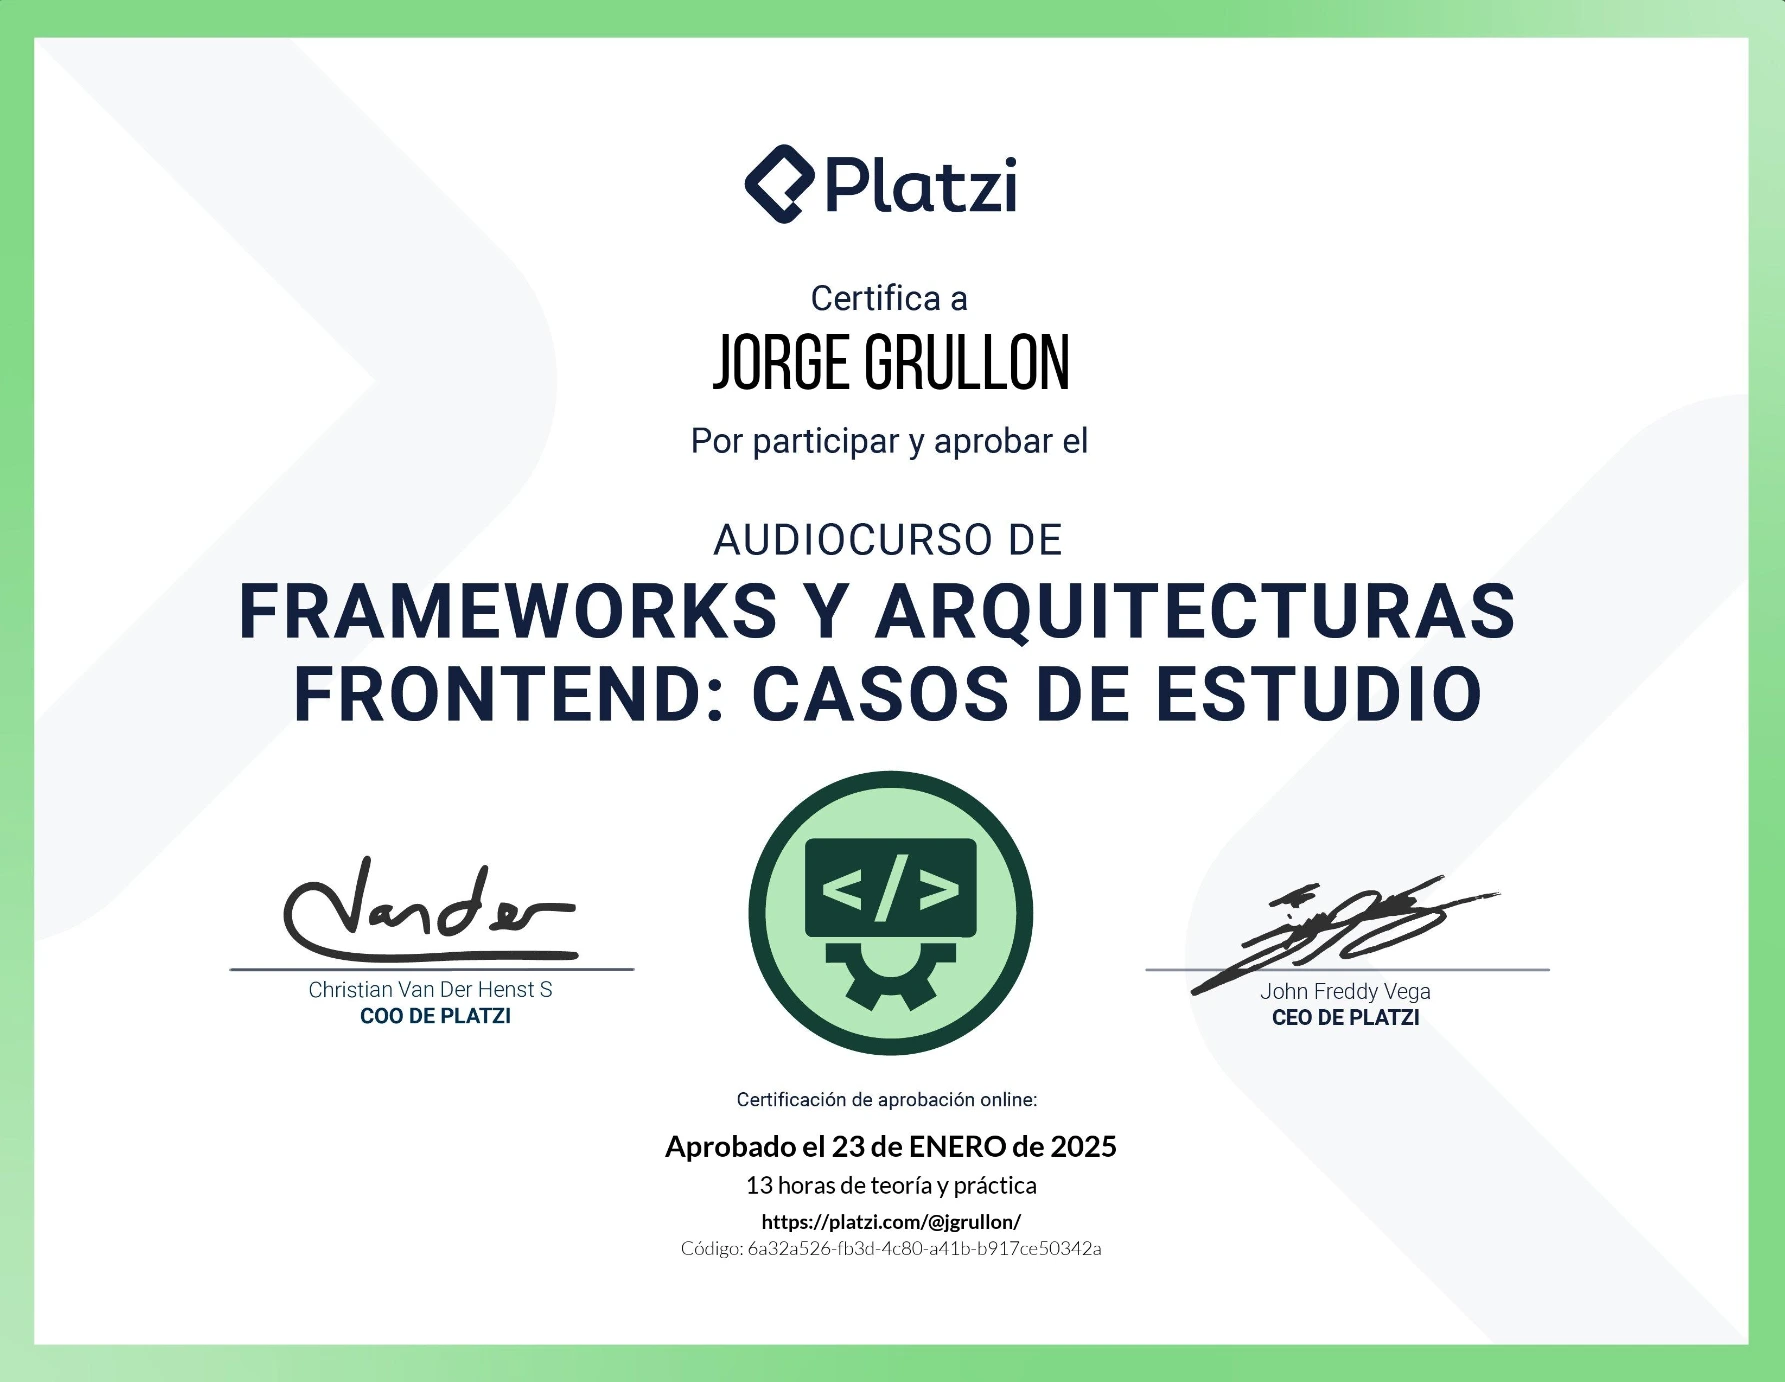 Platzi
Certifica a
JORGE GRULLON
Por participar y aprobar el
AUDIOCURSO DE
FRAMEWORKS Y ARQUITECTURAS
FRONTEND: CASOS DE ESTUDIO
</>
Vander
Christian Van Der Henst S
COO DE PLATZI
John Freddy Vega
CEO DE PLATZI
Certificación de aprobación online:
Aprobado el 23 de ENERO de 2025
13 horas de teoría y práctica
https://platzi.com/@jgrullon/
Código: 6a32a526-fb3d-4c80-a41b-b917ce50342a